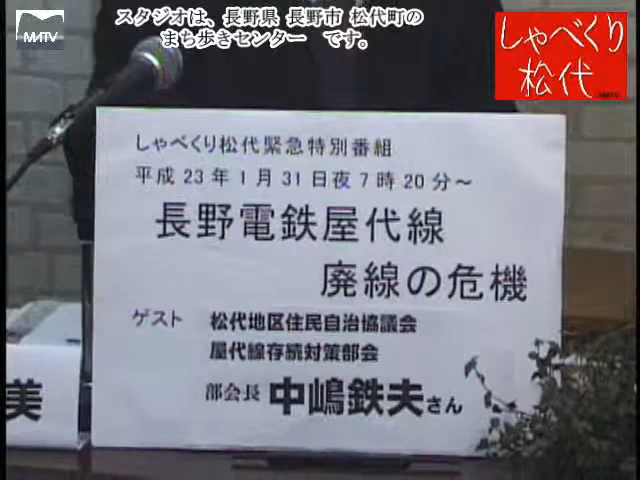 MATV
スタジオは、長野県 長野市 松代町の
まち歩きセンター です。
しゃべくり
松代
しゃべくり松代緊急特別番組
平成23年1月31日夜7時20分～
長野電鉄屋代線
廃線の危機
ゲスト 松代地区住民自治協議会
屋代線存続対策部会
部会長 中嶋鉄夫さん
美